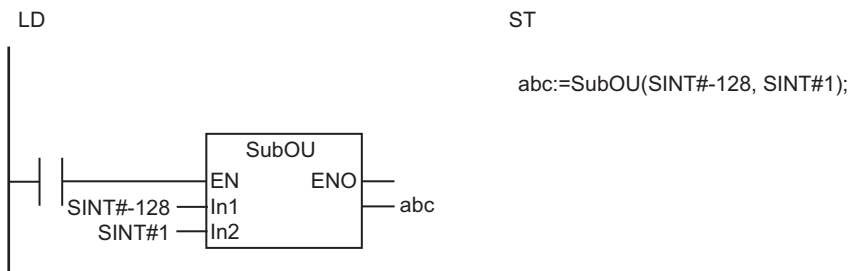 LD
ST
abc:=SubOU(SINT#-128, SINT#1);
SubOU
EN ENO
SINT#-128 In1 abc
SINT#1 In2